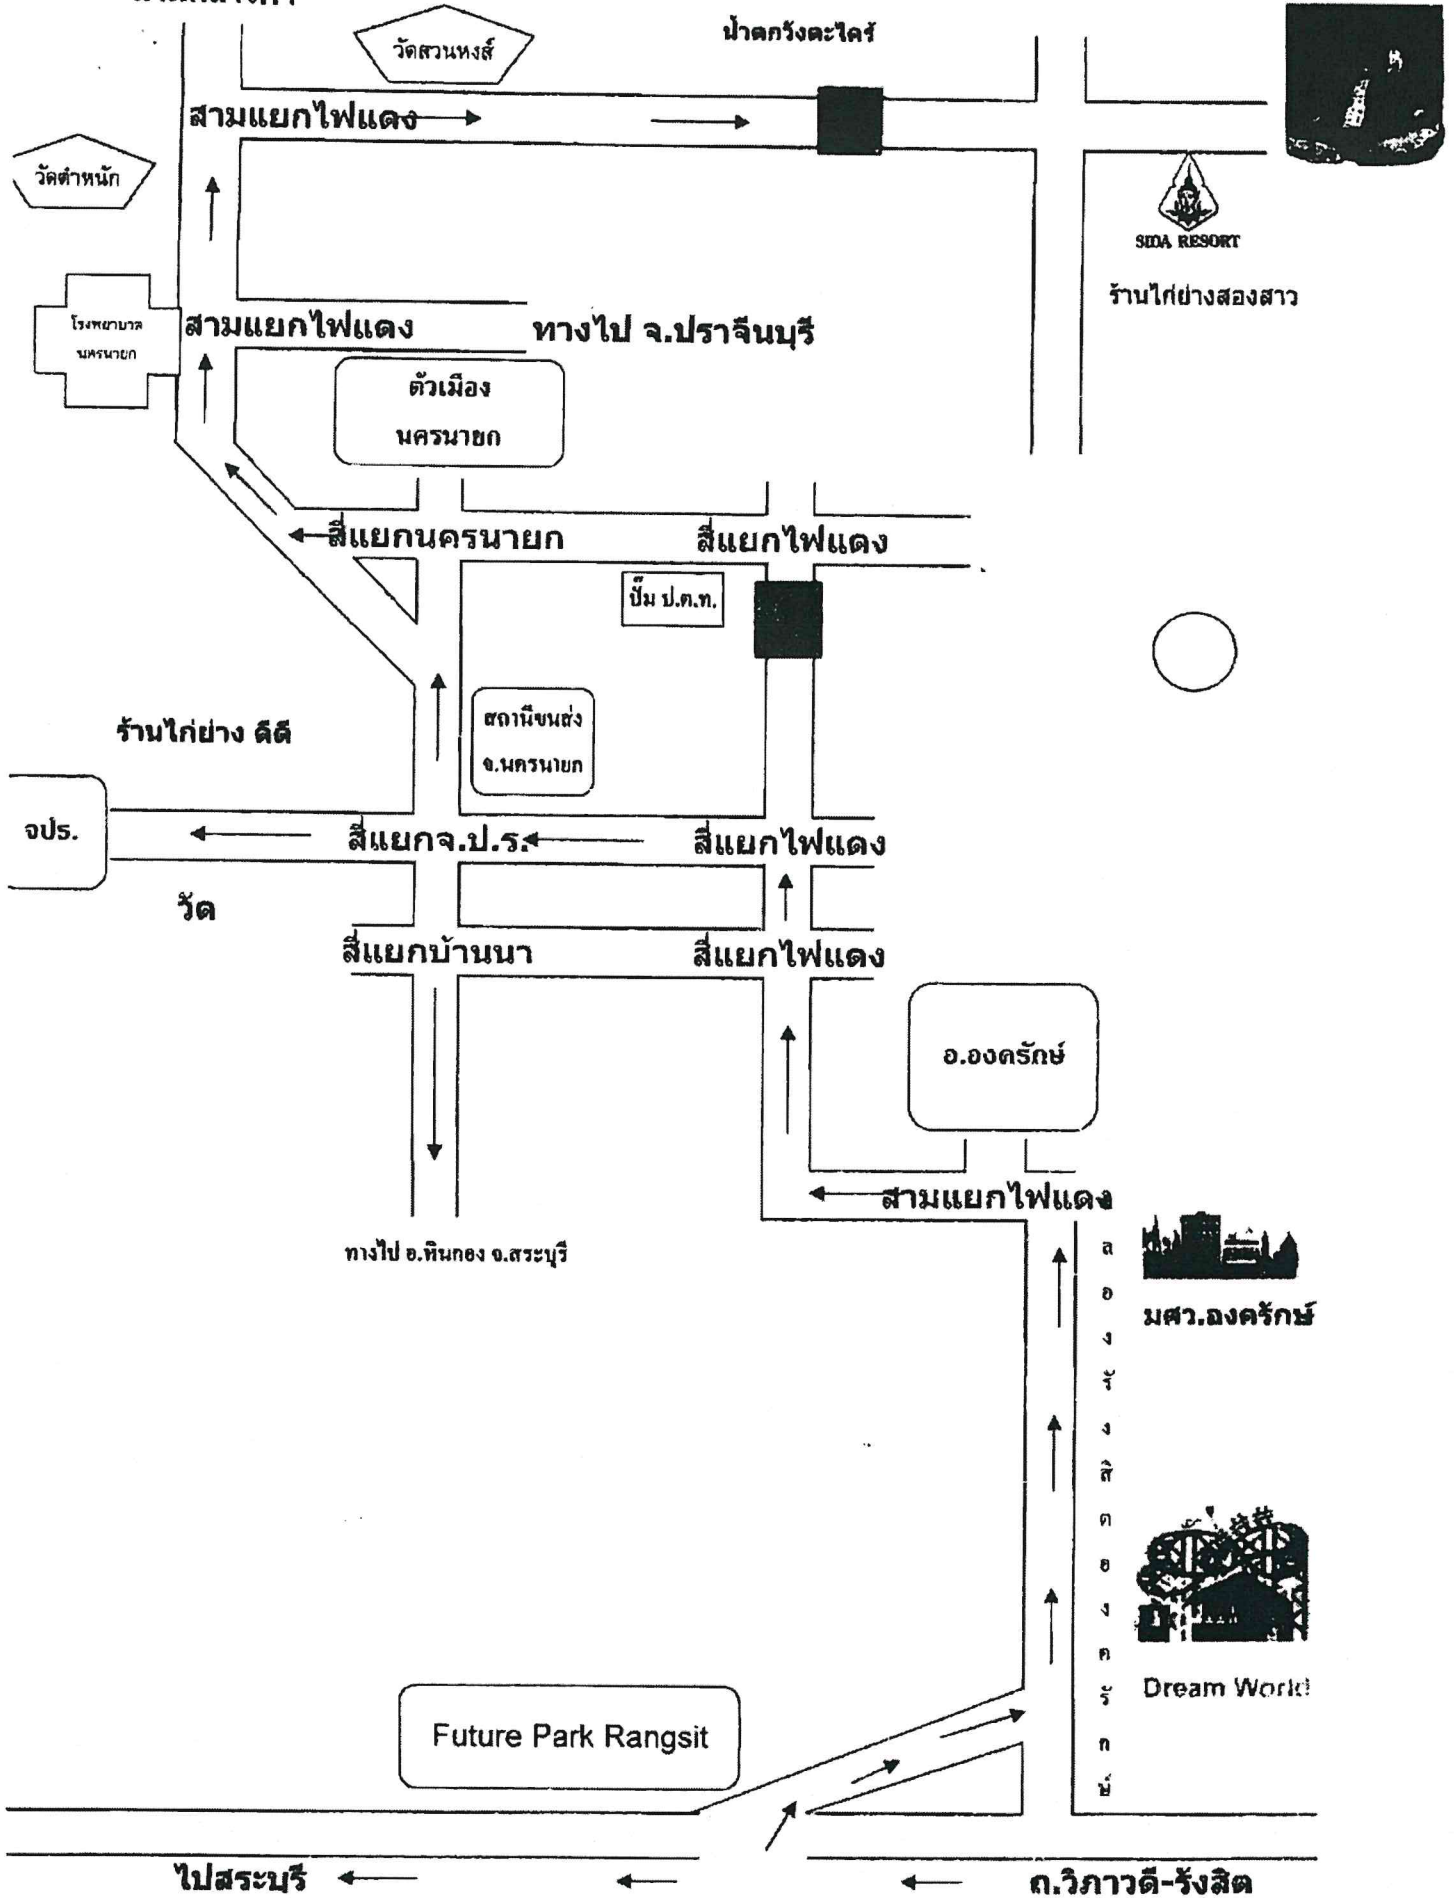 วัดสวนหงส์
น้ำตกวังตะไคร้
สามแยกไฟแดง
วัดตำหนัก
SIDA RESORT
ร้านไก่ย่างสองสาว
โรงพยาบาล
นครนายก
สามแยกไฟแดง
ทางไป จ.ปราจีนบุรี
ตัวเมือง
นครนายก
สี่แยกนครนายก
สี่แยกไฟแดง
ปั๊ม ป.ต.ท.
สถานีขนส่ง
จ.นครนายก
ร้านไก่ย่าง ดีดี
จปร.
สี่แยกจ.ป.ร.
สี่แยกไฟแดง
วัด
สี่แยกบ้านนา
สี่แยกไฟแดง
อ.องครักษ์
สามแยกไฟแดง
ทางไป อ.หินกอง จ.สระบุรี
มศว.องครักษ์
ลองรังสิตองครักษ์
Dream World
Future Park Rangsit
ไปสระบุรี
ถ.วิภาวดี-รังสิต